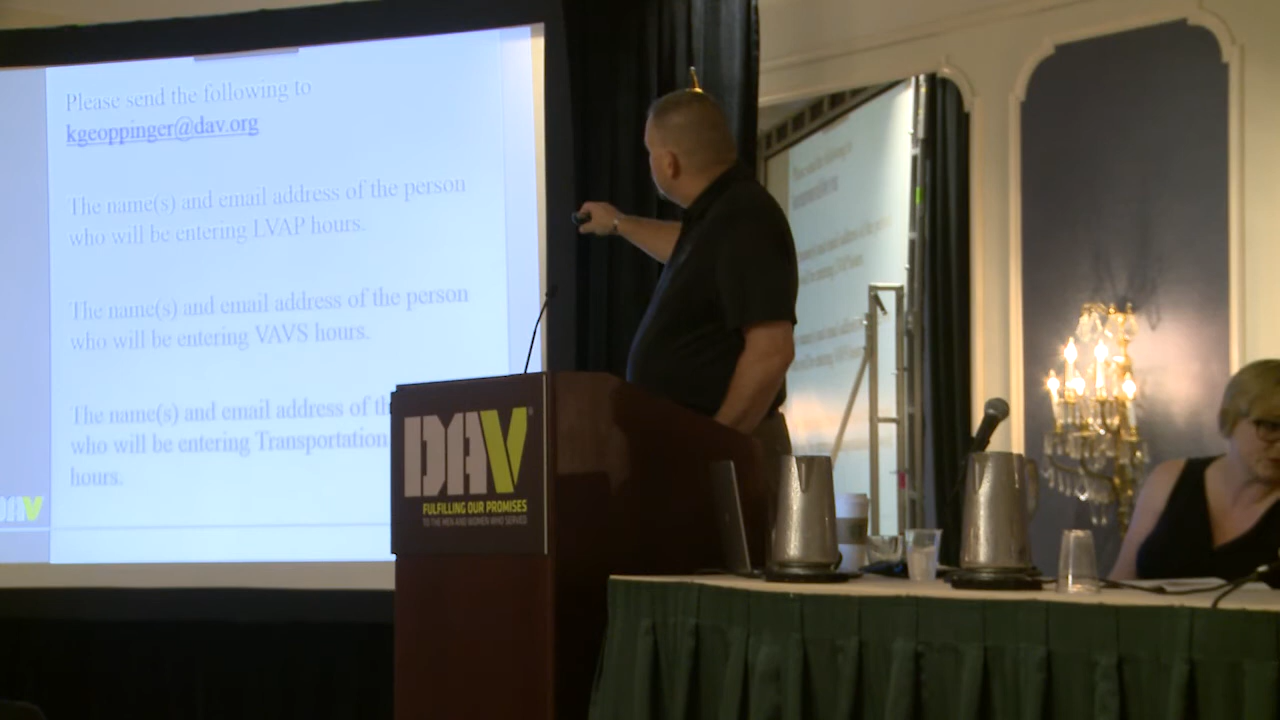 Please send the following to
kgeoppinger@dav.org
The name(s) and email address of the person
who will be entering LVAP hours.
The name(s) and email address of the person
who will be entering VAVS hours.
The name(s) and email address of th
who will be entering Transportation
hours.
DAV
DAV
FULFILLING OUR PROMISES
TO THE MEN AND WOMEN WHO SERVED